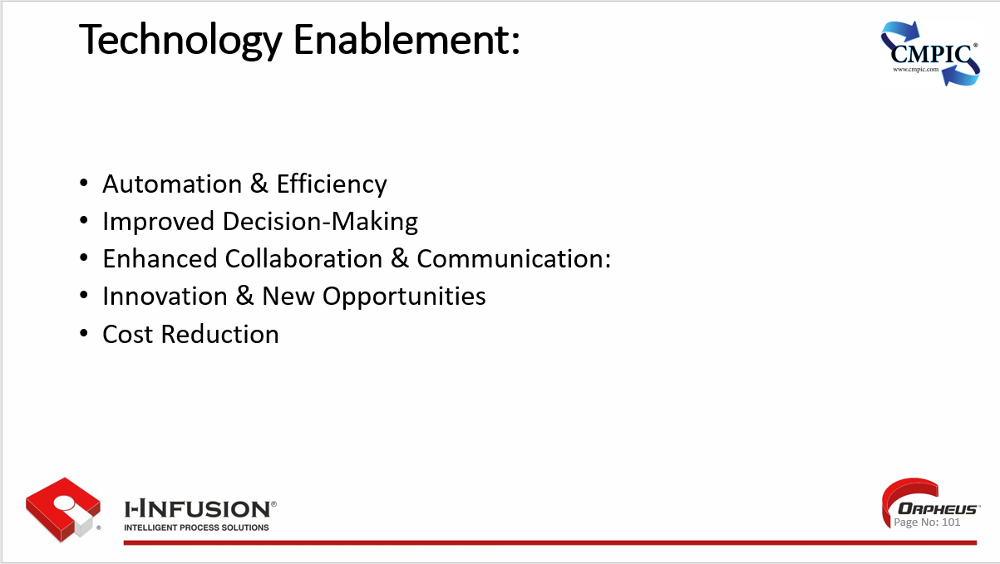 Technology Enablement:
CMPIC®
www.cmpic.com
• Automation & Efficiency
• Improved Decision-Making
• Enhanced Collaboration & Communication:
• Innovation & New Opportunities
• Cost Reduction
®
I-INFUSION®
INTELLIGENT PROCESS SOLUTIONS
ORPHEUS™
Page No: 101